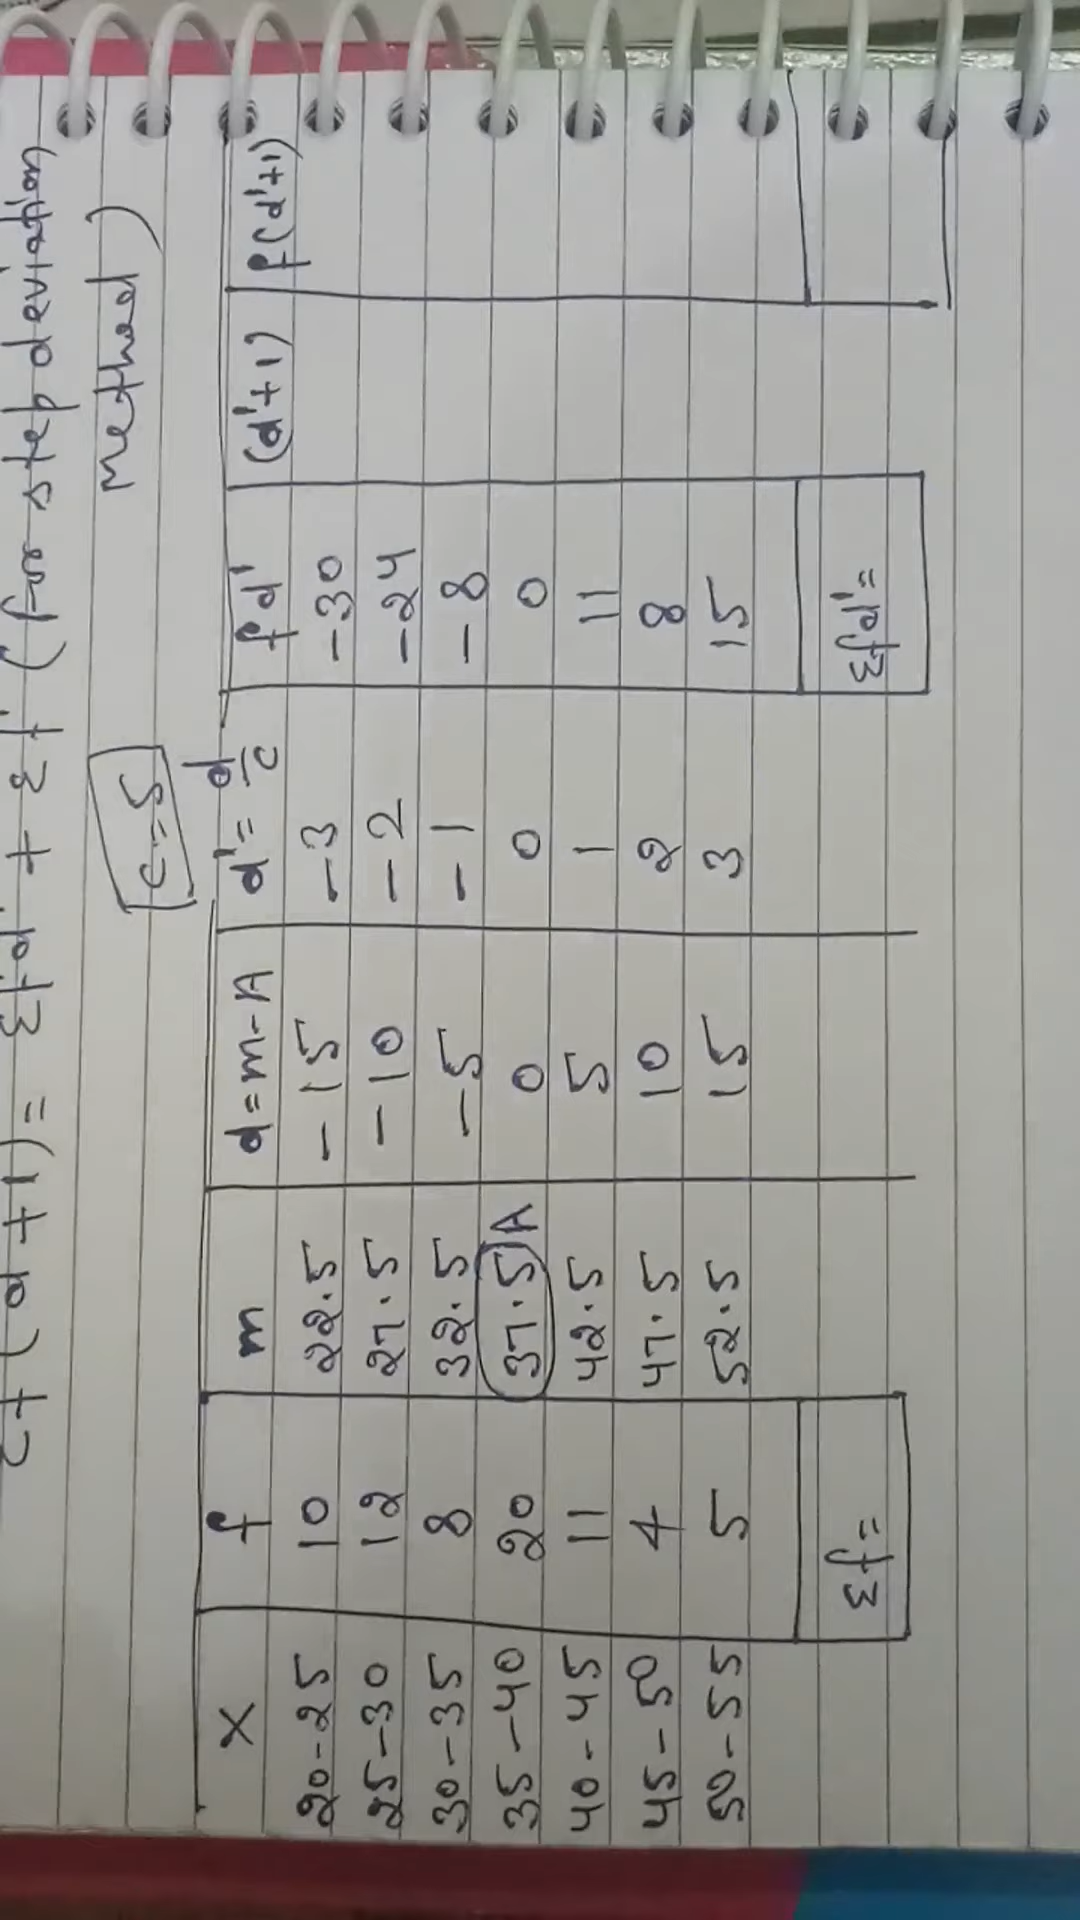 Σf(d'+1) = Σfd' + Σf (for step deviation
method)
c=5
X f m d=m-A d'=d/c fd' (d'+1) f(d'+1)
20-25 10 22.5 -15 -3 -30
25-30 12 27.5 -10 -2 -24
30-35 8 32.5 -5 -1 -8
35-40 20 37.5 A 0 0 0
40-45 11 42.5 5 1 11
45-50 4 47.5 10 2 8
50-55 5 52.5 15 3 15
Σf= Σfd'=